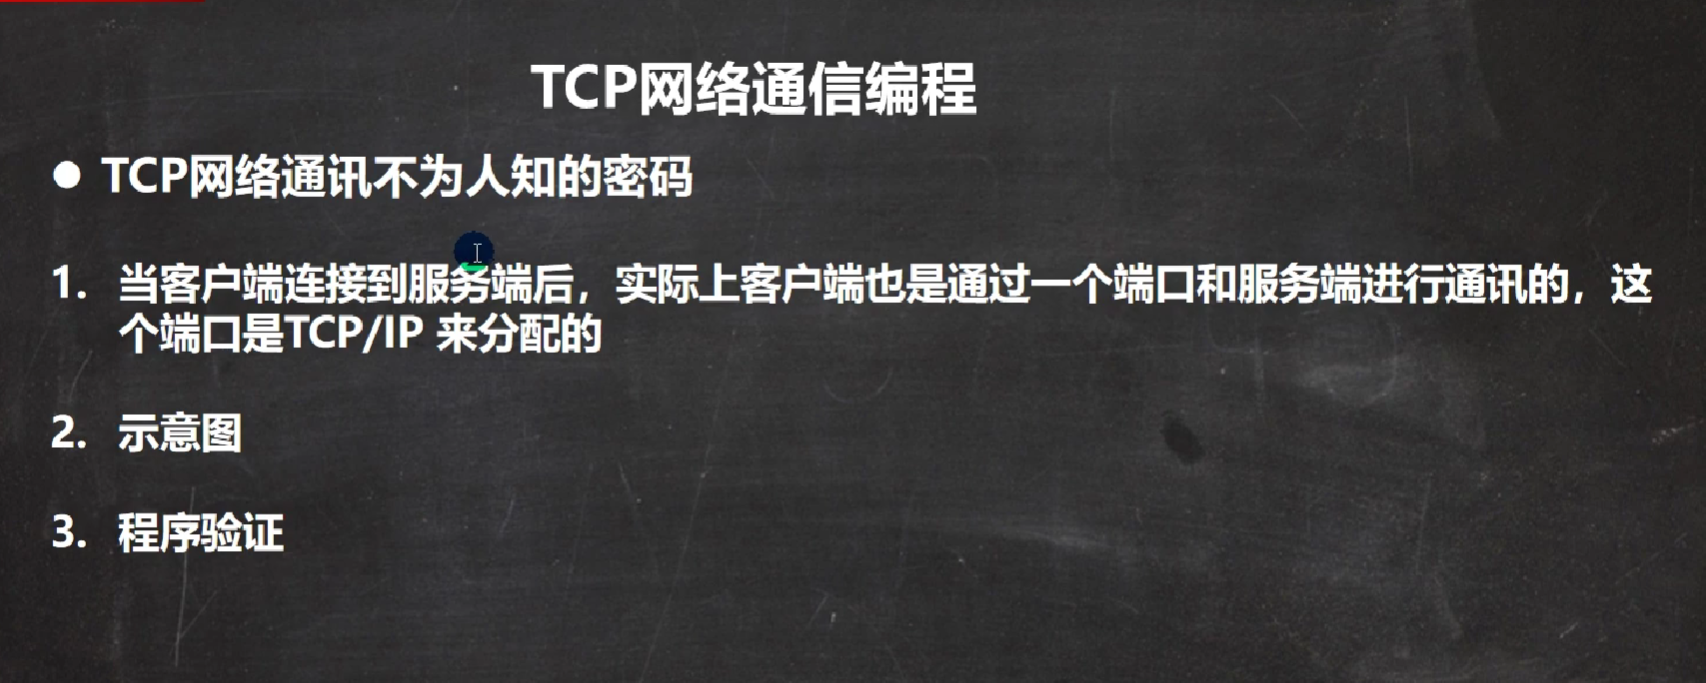 TCP网络通信编程
● TCP网络通讯不为人知的密码
1. 当客户端连接到服务端后，实际上客户端也是通过一个端口和服务端进行通讯的，这
个端口是TCP/IP 来分配的
2. 示意图
3. 程序验证